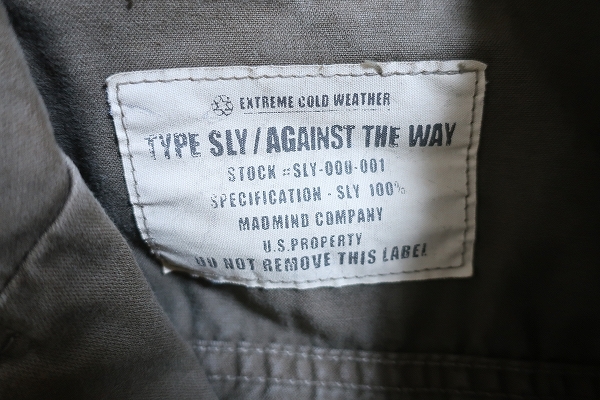 EXTREME COLD WEATHER
TYPE SLY/AGAINST THE WAY
STOCK #SLY-000-001
SPECIFICATION - SLY 100%
MADMIND COMPANY
U.S.PROPERTY
DO NOT REMOVE THIS LABEL